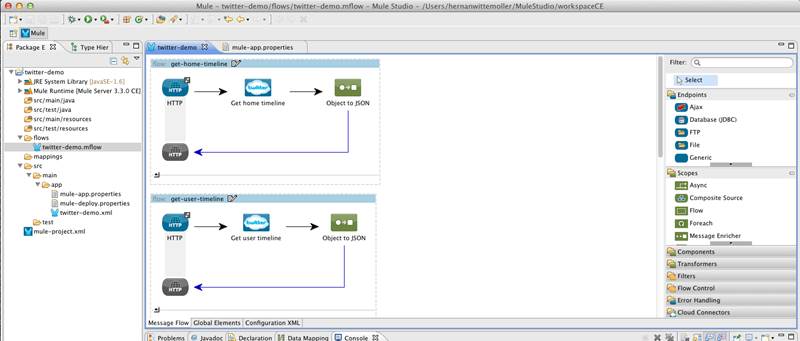 Mule - twitter-demo/flows/twitter-demo.mflow - Mule Studio - /Users/hernanwittemoller/MuleStudio/workspaceCE
Mule
Package E
Type Hier
twitter-demo
JRE System Library [JavaSE-1.6]
Mule Runtime [Mule Server 3.3.0 CE]
src/main/java
src/test/java
src/main/resources
src/test/resources
flows
twitter-demo.mflow
mappings
src
main
app
mule-app.properties
mule-deploy.properties
twitter-demo.xml
test
mule-project.xml
twitter-demo
mule-app.properties
flow: get-home-timeline
HTTP
twitter
HTTP
Get home timeline
Object to JSON
HTTP
flow: get-user-timeline
HTTP
twitter
HTTP
Get user timeline
Object to JSON
HTTP
Message Flow
Global Elements
Configuration XML
Filter:
Select
Endpoints
Ajax
Database (JDBC)
FTP
File
Generic
Scopes
Async
Composite Source
Flow
Foreach
Message Enricher
Components
Transformers
Filters
Flow Control
Error Handling
Cloud Connectors
Problems
Javadoc
Declaration
Data Mapping
Console